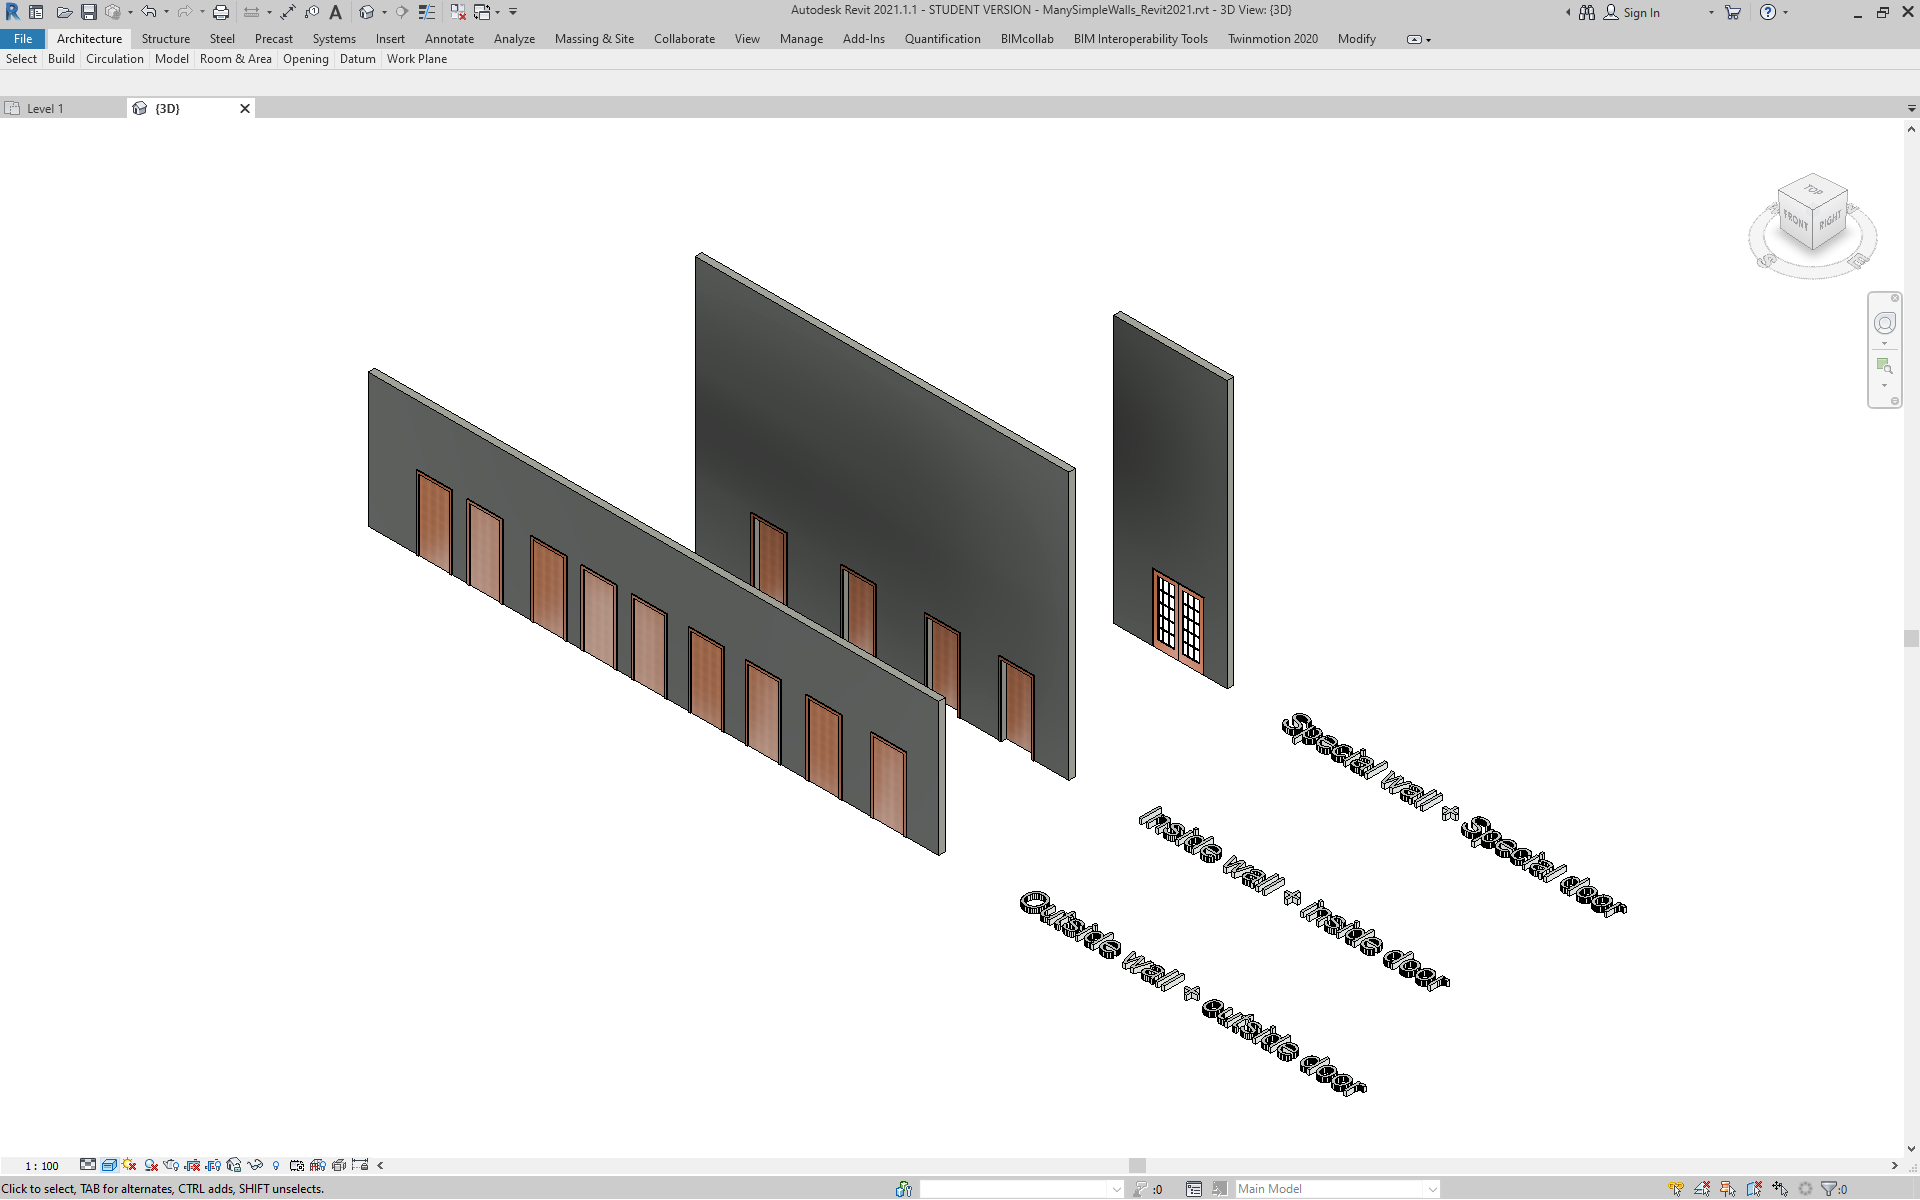 Autodesk Revit 2021.1.1 - STUDENT VERSION - ManySimpleWalls_Revit2021.rvt - 3D View: {3D}
Sign In
File Architecture Structure Steel Precast Systems Insert Annotate Analyze Massing & Site Collaborate View Manage Add-Ins Quantification BIMcollab BIM Interoperability Tools Twinmotion 2020 Modify
Select Build Circulation Model Room & Area Opening Datum Work Plane
Level 1
{3D}
TOP
FRONT
RIGHT
Special wall + Special door
Inside wall + Inside door
Outside wall + outside door
1 : 100
Click to select, TAB for alternates, CTRL adds, SHIFT unselects.
:0
Main Model
:0